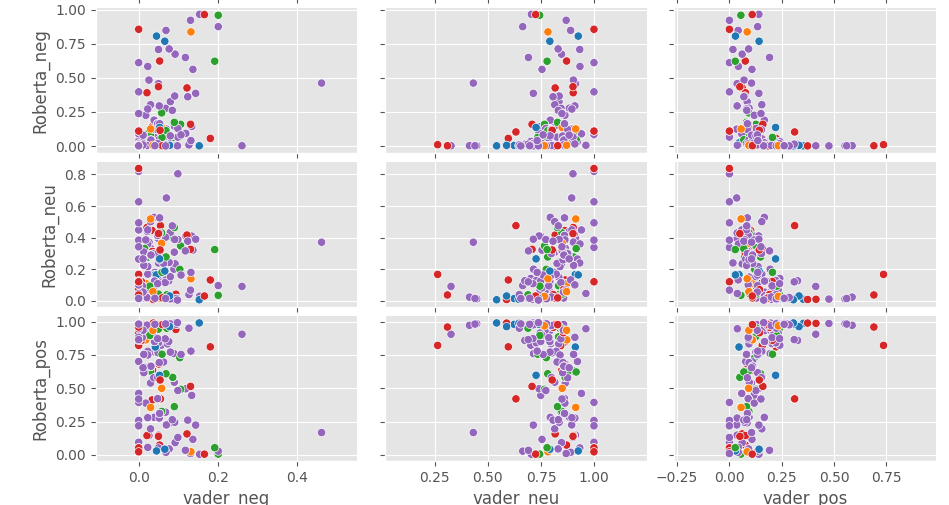 1.00
0.75
0.50
0.25
0.00
Roberta_neg
0.8
0.6
0.4
0.2
0.0
Roberta_neu
1.00
0.75
0.50
0.25
0.00
Roberta_pos
0.0 0.2 0.4
vader_neg
0.25 0.50 0.75 1.00
vader_neu
−0.25 0.00 0.25 0.50 0.75
vader_pos